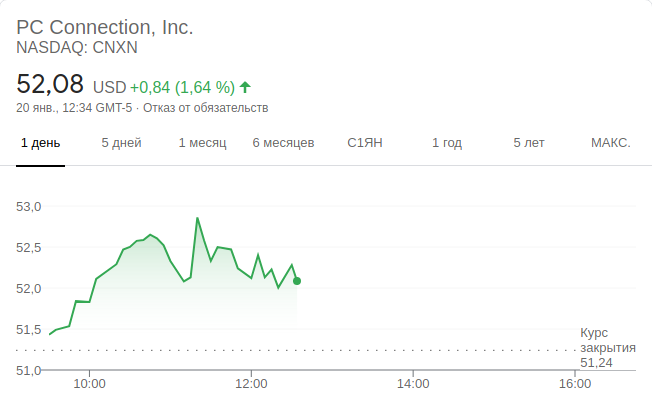 PC Connection, Inc.
NASDAQ: CNXN
52,08 USD +0,84 (1,64 %)
20 янв., 12:34 GMT-5 · Отказ от обязательств
1 день 5 дней 1 месяц 6 месяцев С1ЯН 1 год 5 лет МАКС.
53,0
52,5
52,0
51,5
Курс
закрытия
51,24
51,0
10:00 12:00 14:00 16:00